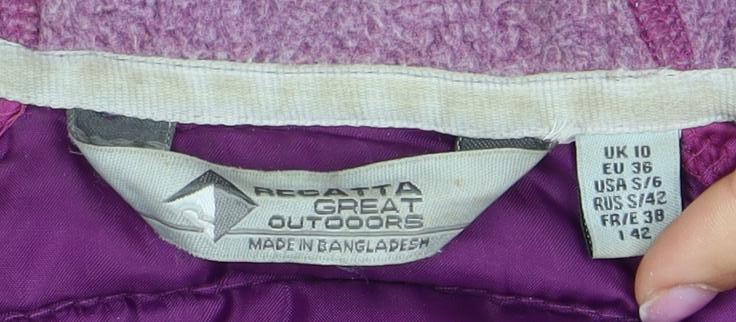 REGATTA
GREAT
OUTDOORS
MADE IN BANGLADESH
UK 10
EU 36
USA S/6
RUS S/42
FR/E 38
I 42